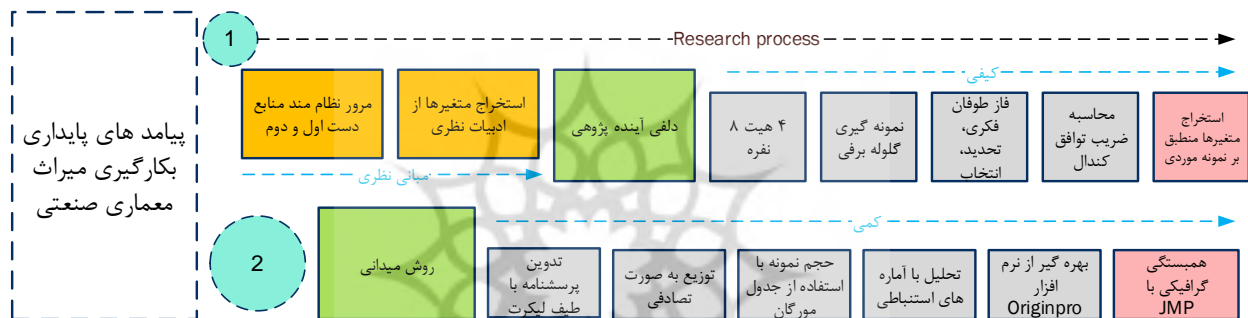 پیامد های پایداری
بکارگیری میراث
معماری صنعتی
1
Research process
کیفی
مرور نظام مند منابع
دست اول و دوم
استخراج متغیرها از
ادبیات نظری
دلفی آینده پژوهی
۴ هیت ۸
نفره
نمونه گیری
گلوله برفی
فاز طوفان
فکری،
تحدید،
انتخاب
محاسبه
ضریب توافق
کندال
استخراج
متغیرها منطبق
بر نمونه موردی
مبانی نظری
2
کمی
روش میدانی
تدوین
پرسشنامه با
طیف لیکرت
توزیع به صورت
تصادفی
حجم نمونه با
استفاده از جدول
مورگان
تحلیل با آماره
های استنباطی
بهره گیر از نرم
افزار
Originpro
همبستگی
گرافیکی با
JMP